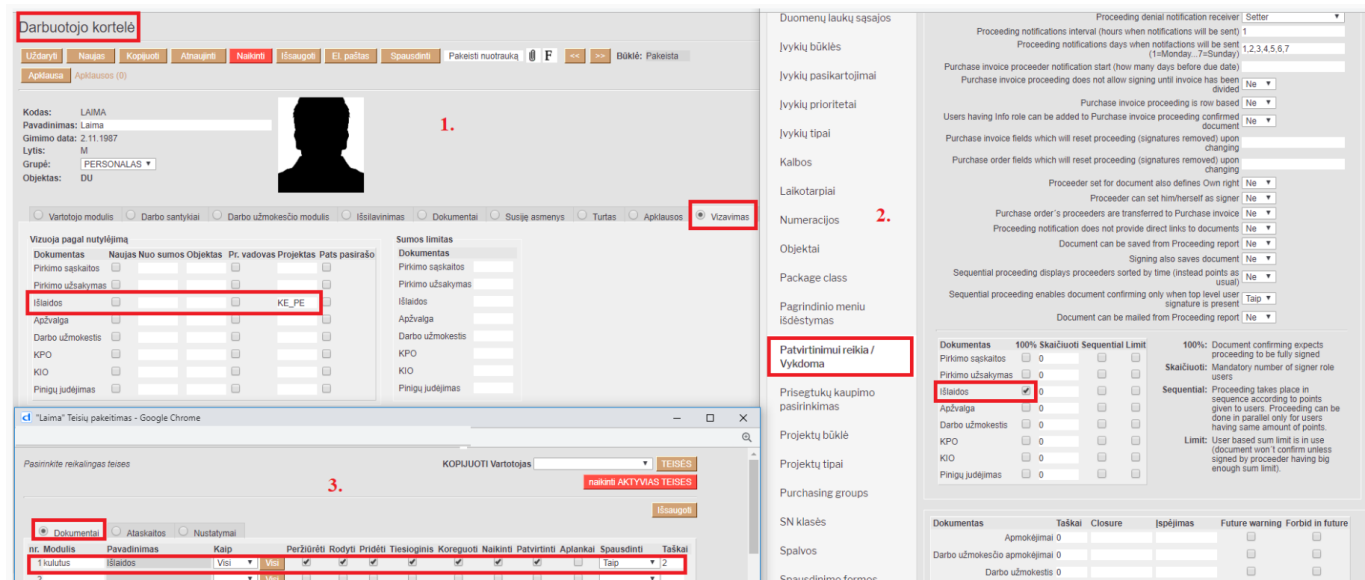 Darbuotojo kortelė
Uždaryti Naujas Kopijuoti Atnaujinti Naikinti Išsaugoti El. paštas Spausdinti Pakeisti nuotrauką F << >> Būklė: Pakeista
Apklausa Apklausos (0)
Kodas: LAIMA
Pavadinimas: Laima
Gimimo data: 2.11.1987
Lytis: M
Grupė: PERSONALAS
Objektas: DU
1.
Vartotojo modulis Darbo santykiai Darbo užmokesčio modulis Išsilavinimas Dokumentai Susiję asmenys Turtas Apklausos Vizavimas
Vizuoja pagal nutylėjimą
Dokumentas Naujas Nuo sumos Objektas Pr. vadovas Projektas Pats pasirašo
Pirkimo sąskaitos
Pirkimo užsakymas
Išlaidos KE_PE
Apžvalga
Darbo užmokestis
KPO
KIO
Pinigų judėjimas
Sumos limitas
Dokumentas
Pirkimo sąskaitos
Pirkimo užsakymas
Išlaidos
Apžvalga
Darbo užmokestis
KPO
KIO
Pinigų judėjimas
"Laima" Teisių pakeitimas - Google Chrome
Pasirinkite reikalingas teises
KOPIJUOTI Vartotojas TEISES
naikinti AKTYVIAS TEISES
3.
Išsaugoti
Dokumentai Ataskaitos Nustatymai
nr. Modulis Pavadinimas Kaip Peržiūrėti Rodyti Pridėti Tiesioginis Koreguoti Naikinti Patvirtinti Aplankai Spausdinti Taškai
1 kulutus Išlaidos Visi Visi Taip 2
2 Visi
Duomenų laukų sąsajos
Įvykių būklės
Įvykių pasikartojimai
Įvykių prioritetai
Įvykių tipai
Kalbos
Laikotarpiai
Numeracijos
2.
Objektai
Package class
Pagrindinio meniu
išdėstymas
Patvirtinimui reikia /
Vykdoma
Prisegtukų kaupimo
pasirinkimas
Projektų būklė
Projektų tipai
Purchasing groups
SN klasės
Spalvos
Spausdinimo formos
Proceeding denial notification receiver Setter
Proceeding notifications interval (hours when notifications will be sent) 1
Proceeding notifications days when notifactions will be sent
(1=Monday...7=Sunday) 1,2,3,4,5,6,7
Purchase invoice proceeder notification start (how many days before due date)
Purchase invoice proceeding does not allow signing until invoice has been
divided Ne
Purchase invoice proceeding is row based Ne
Users having Info role can be added to Purchase invoice proceeding confirmed
document Ne
Purchase invoice fields which will reset proceeding (signatures removed) upon
changing
Purchase order fields which will reset proceeding (signatures removed) upon
changing
Proceeder set for document also defines Own right Ne
Proceeder can set him/herself as signer Ne
Purchase order´s proceeders are transferred to Purchase invoice Ne
Proceeding notification does not provide direct links to documents Ne
Document can be saved from Proceeding report Ne
Signing also saves document Ne
Sequential proceeding displays proceeders sorted by time (instead points as
usual) Ne
Sequential proceeding enables document confirming only when top level user
signature is present Taip
Document can be mailed from Proceeding report Ne
Dokumentas 100% Skaičiuoti Sequential Limit
Pirkimo sąskaitos 0
Pirkimo užsakymas 0
Išlaidos 0
Apžvalga 0
Darbo užmokestis 0
KPO 0
KIO 0
Pinigų judėjimas 0
100%: Document confirming expects
proceeding to be fully signed
Skaičiuoti: Mandatory number of signer role
users
Sequential: Proceeding takes place in
sequence according to points
given to users. Proceeding can be
done in parallel only for users
having same amount of points.
Limit: User based sum limit is in use
(document won´t confirm unless
signed by proceeder having big
enough sum limit).
Dokumentas Taškai Closure Įspėjimas Future warning Forbid in future
Apmokėjimai 0
Darbo užmokesčio apmokėjimai 0
Darbo užmokestis 0